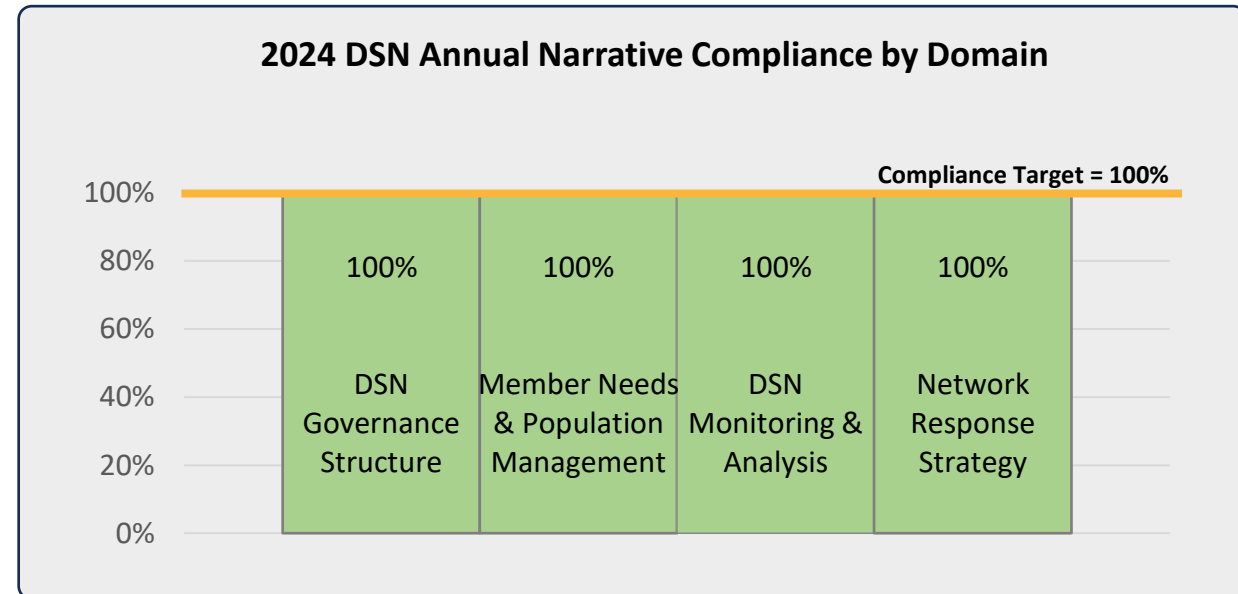 2024 DSN Annual Narrative Compliance by Domain
Compliance Target = 100%
100%
80%
60%
40%
20%
0%
100%
100%
100%
100%
DSN
Governance
Structure
Member Needs
& Population
Management
DSN
Monitoring &
Analysis
Network
Response
Strategy